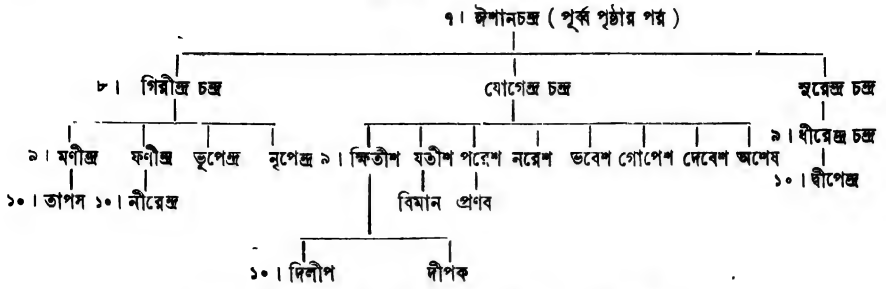 ৭। ঈশানচন্দ্র ( পূর্ব্ব পৃষ্ঠার পর )
৮। গিরীন্দ্র চন্দ্র যোগেন্দ্র চন্দ্র সুরেন্দ্র চন্দ্র
৯। ধীরেন্দ্র চন্দ্র
৯। মণীন্দ্র ফণীন্দ্র ভূপেন্দ্র নৃপেন্দ্র ৯। ক্ষিতীশ যতীশ পরেশ নরেশ ভবেশ গোপেশ দেবেশ অশেষ
১০। দ্বীপেন্দ্র
১০। তাপস ১০। নীরেন্দ্র বিমান প্রণব
১০। দিলীপ দীপক